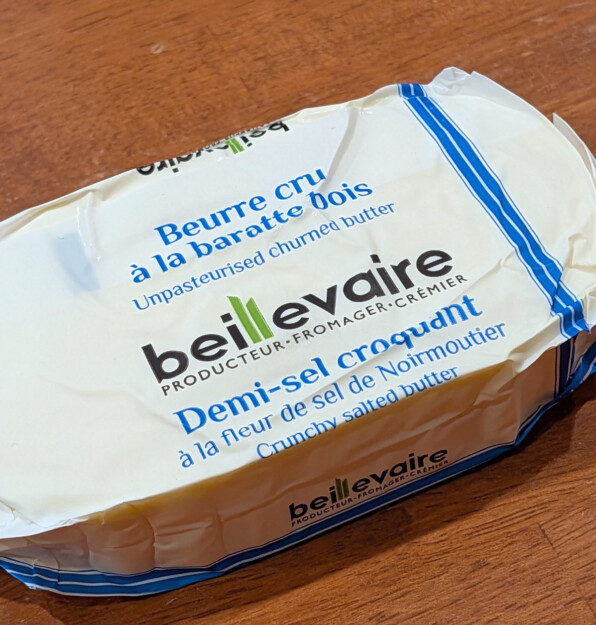 beillevaire
Beurre cru
à la baratte bois
Unpasteurised churned butter
beillevaire
PRODUCTEUR·FROMAGER·CRÉMIER
Demi-sel croquant
à la fleur de sel de Noirmoutier
Crunchy salted butter
beillevaire
PRODUCTEUR·FROMAGER·CRÉMIER